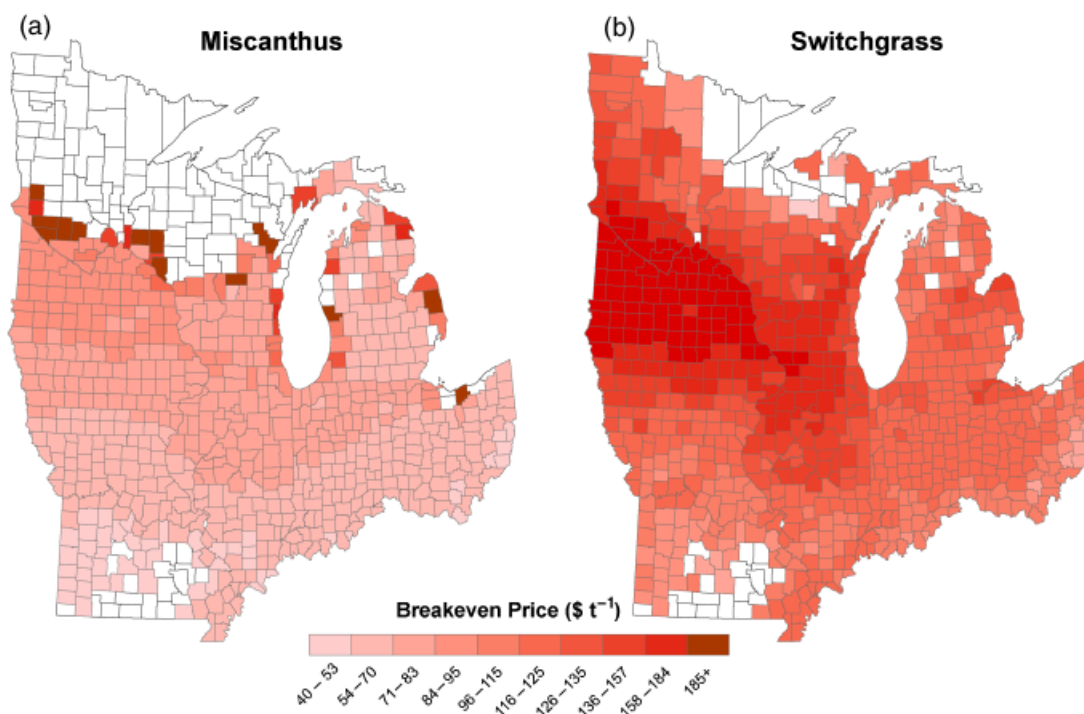 (a)
Miscanthus
(b)
Switchgrass
Breakeven Price ($ t⁻¹)
40 – 53
54 – 70
71 – 83
84 – 95
96 – 115
116 – 125
126 – 135
136 – 157
158 – 184
185+